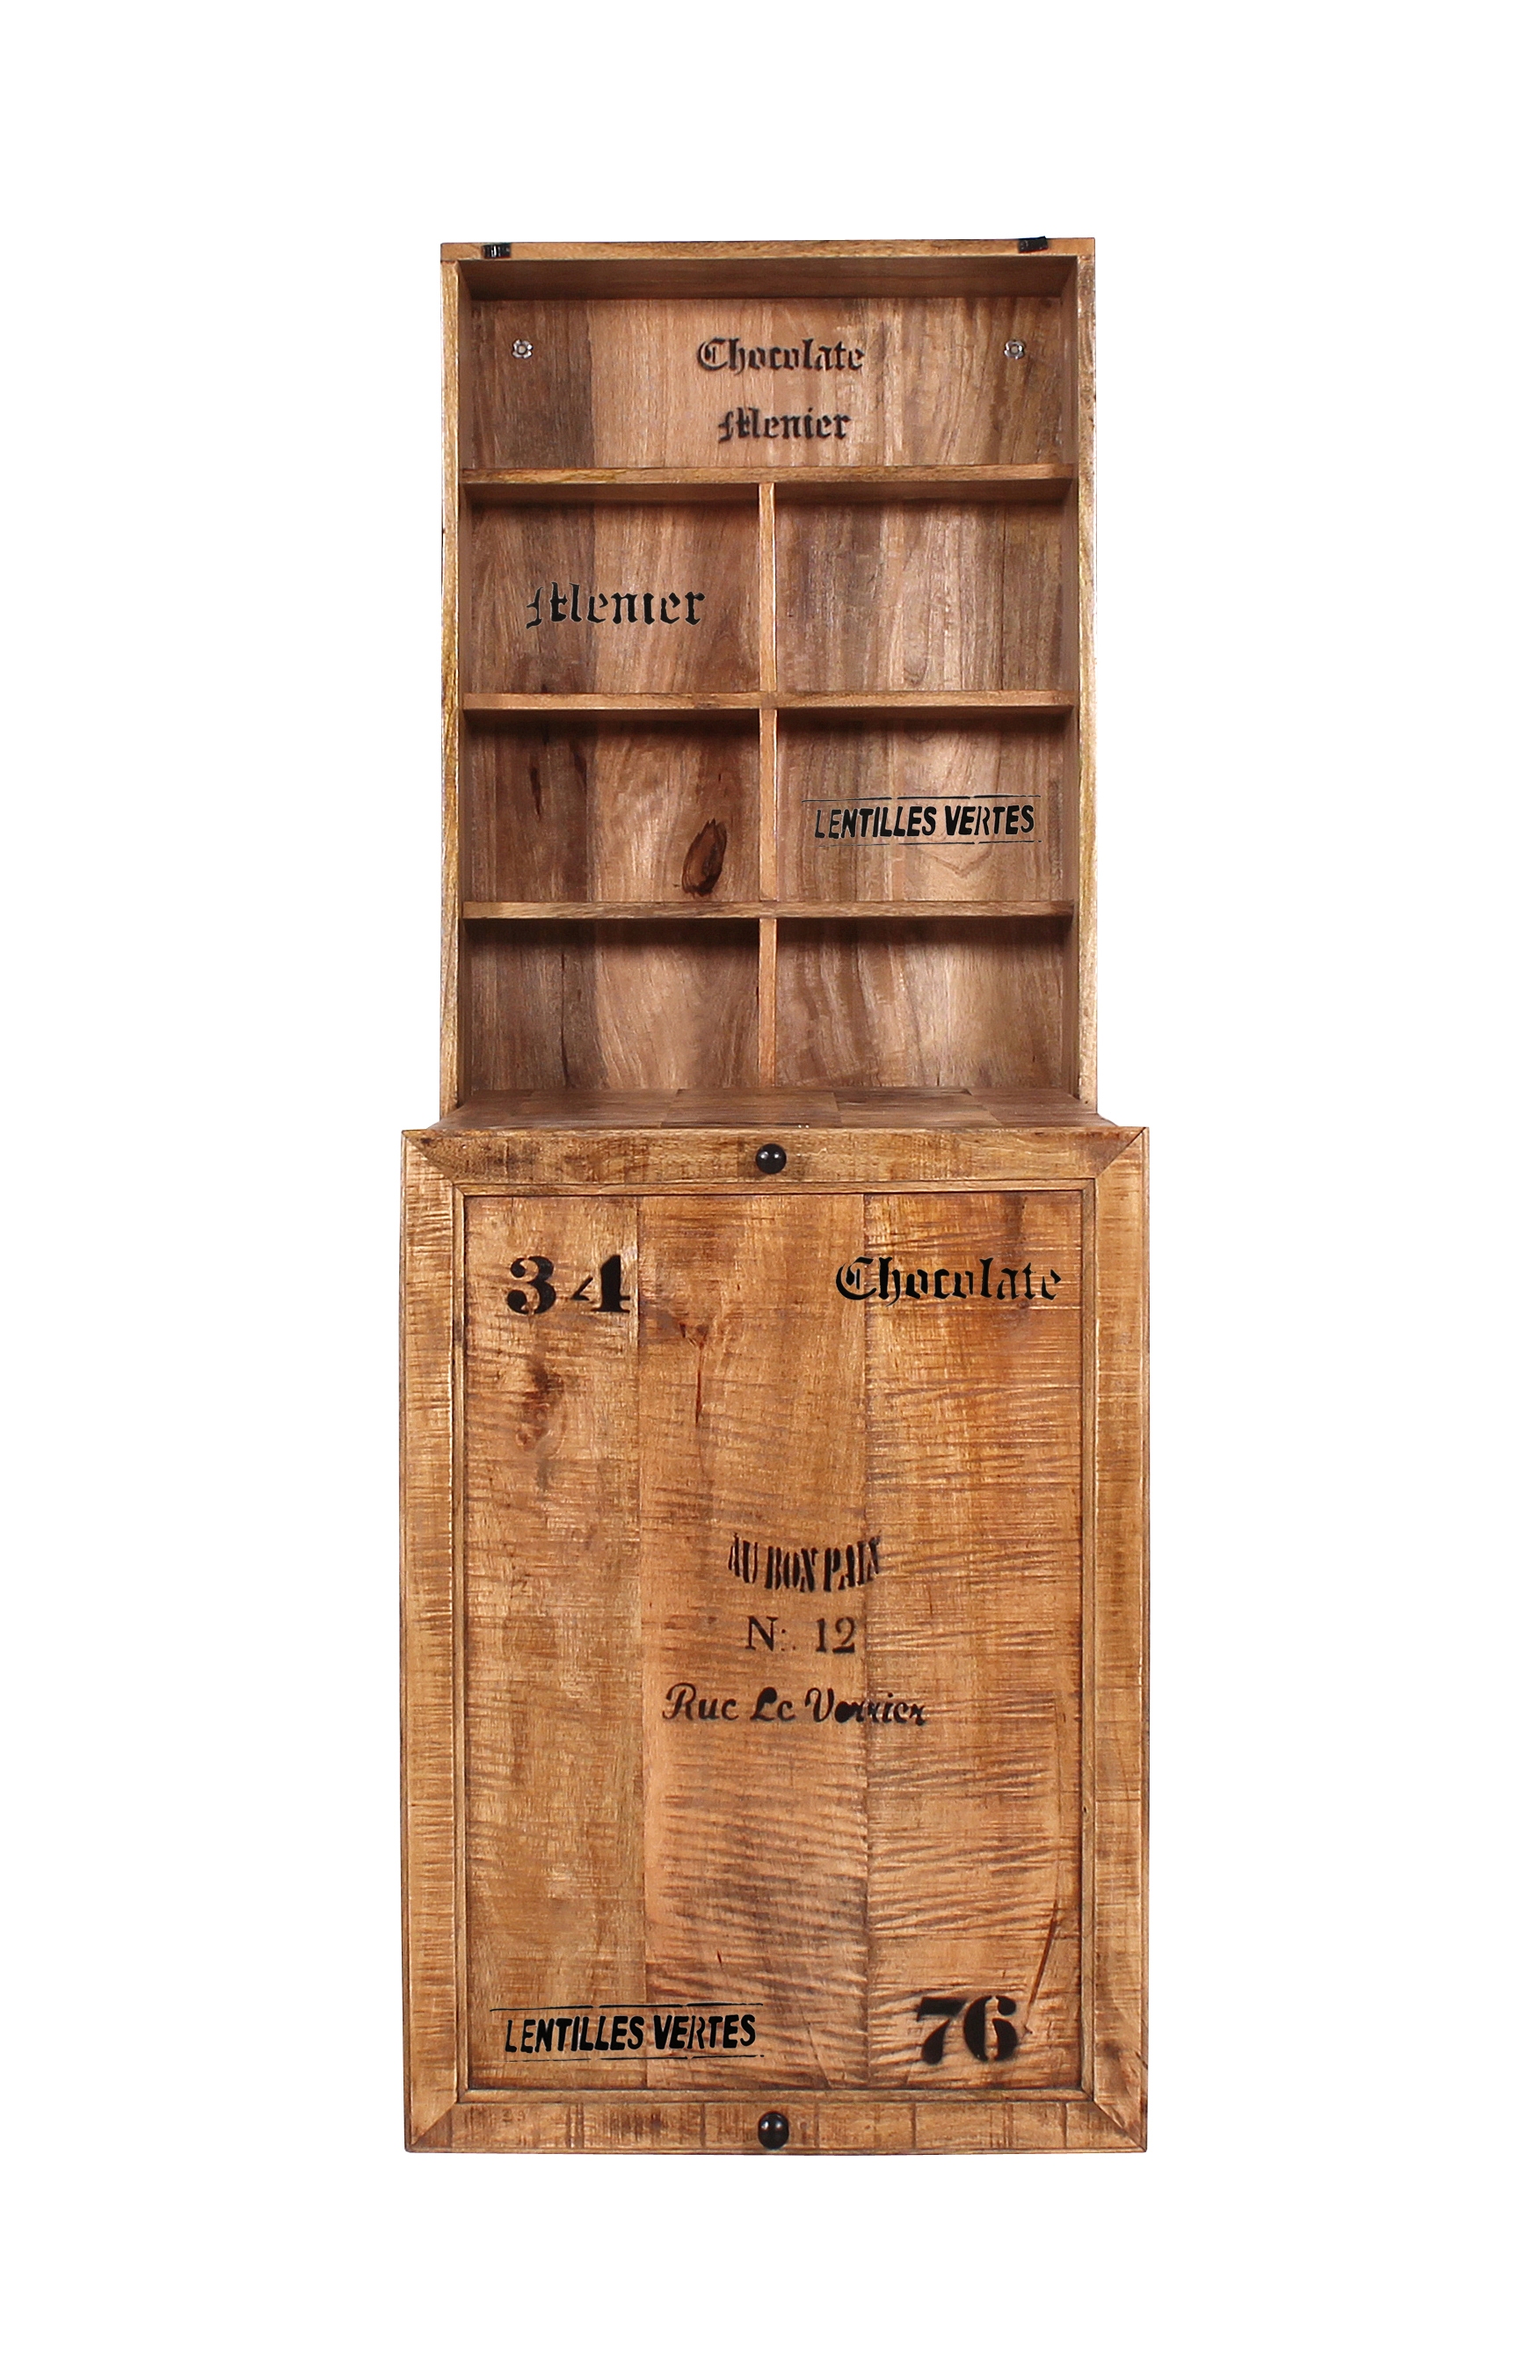 Chocolate
Menier
Menier
LENTILLES VERTES
34
Chocolate
AU BON PAIN
N: 12
Rue Le Verrier
LENTILLES VERTES
76